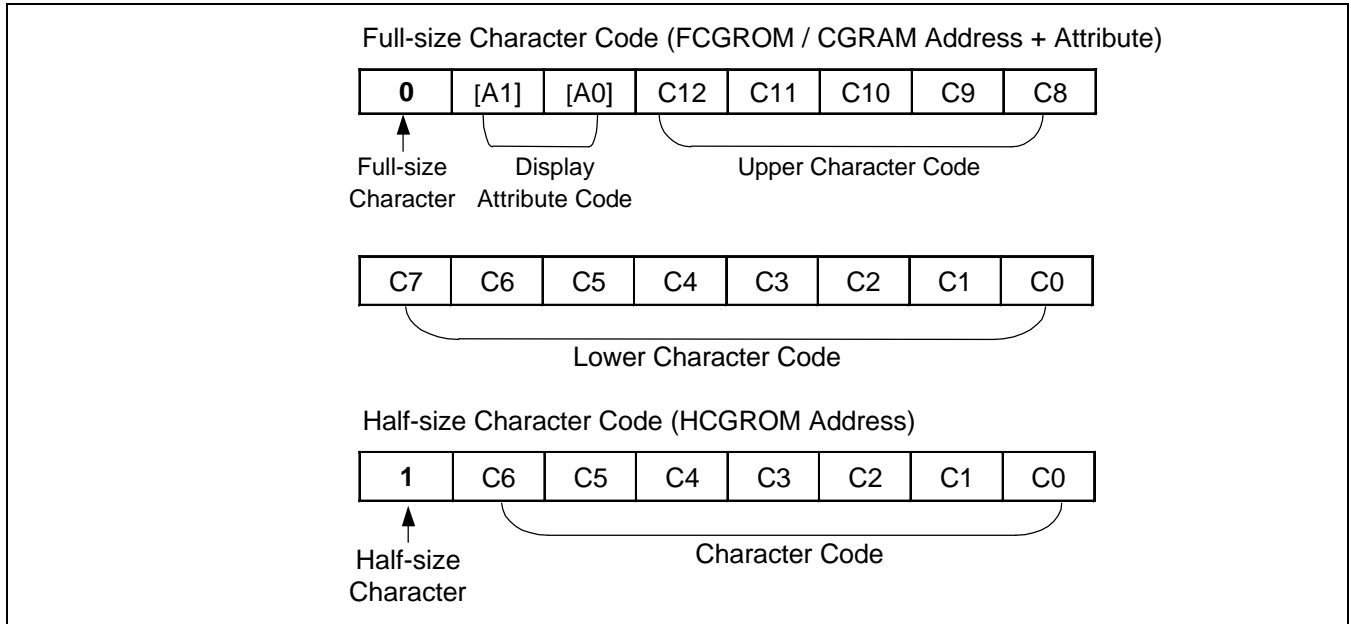 Full-size Character Code (FCGROM / CGRAM Address + Attribute)
0 [A1] [A0] C12 C11 C10 C9 C8
Full-size Character
Display Attribute Code
Upper Character Code
C7 C6 C5 C4 C3 C2 C1 C0
Lower Character Code
Half-size Character Code (HCGROM Address)
1 C6 C5 C4 C3 C2 C1 C0
Half-size Character
Character Code